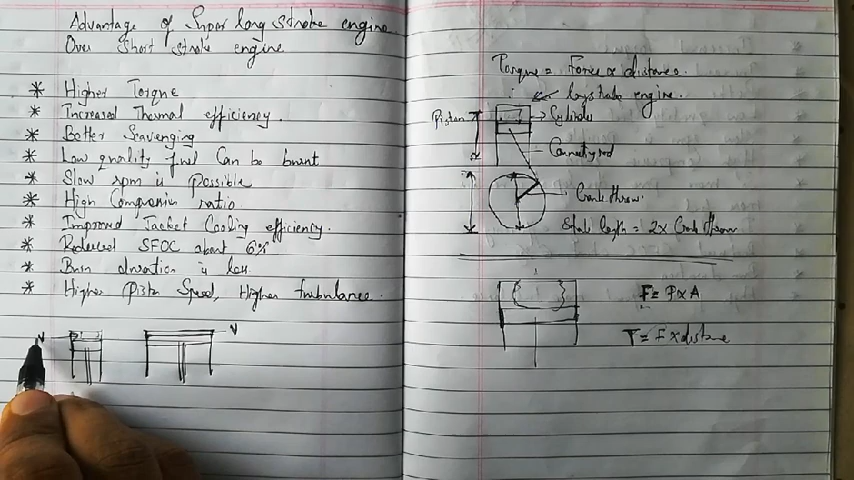 Advantage of Super long stroke engine
Over Short stroke engine
* Higher Torque
* Increased Thermal efficiency.
* Better Scavenging
* Low quality fuel Can be burnt
* Slow rpm is possible
* High Compression ratio
* Improved Jacket Cooling efficiency.
* Reduced SFOC about 6%
* Burn duration is less
* Higher piston Speed, Higher turbulance.
V
V
Torque = Force x distance.
longstroke engine.
Piston
Cylinder
Connecting rod
Crank throw.
Stroke length = 2x Crank throw
F = P x A
T = F x distance